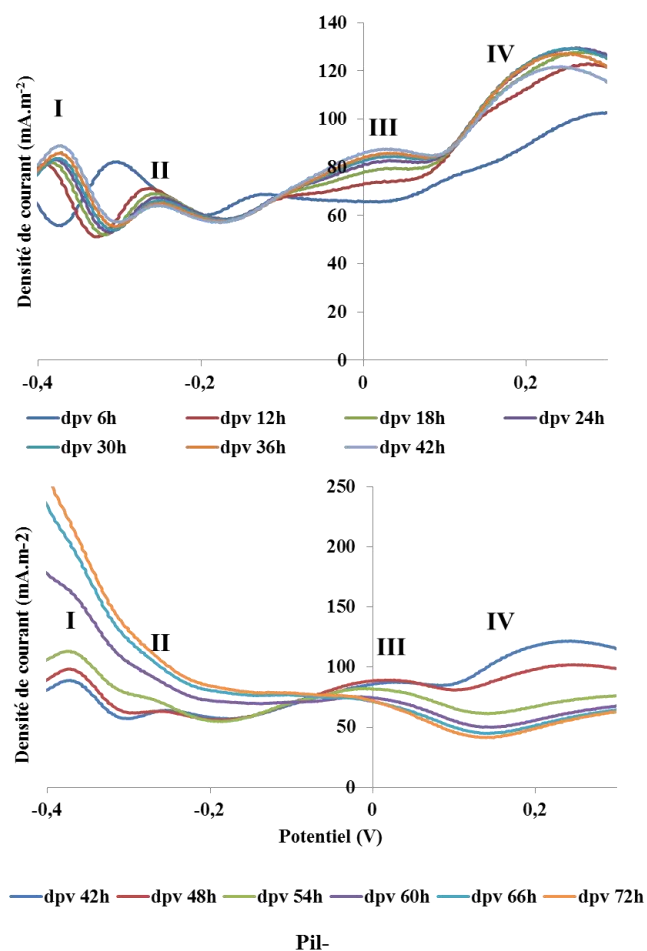 140
IV
120
Densité de courant (mA.m⁻²)
I
100
III
II
80
60
40
20
0
-0,4
-0,2
0
0,2
dpv 6h dpv 12h dpv 18h dpv 24h
dpv 30h dpv 36h dpv 42h
250
Densité de courant (mA.m-2)
200
150
I
II
III
IV
100
50
0
-0,4
-0,2
0
0,2
Potentiel (V)
dpv 42h dpv 48h dpv 54h dpv 60h dpv 66h dpv 72h
Pil-